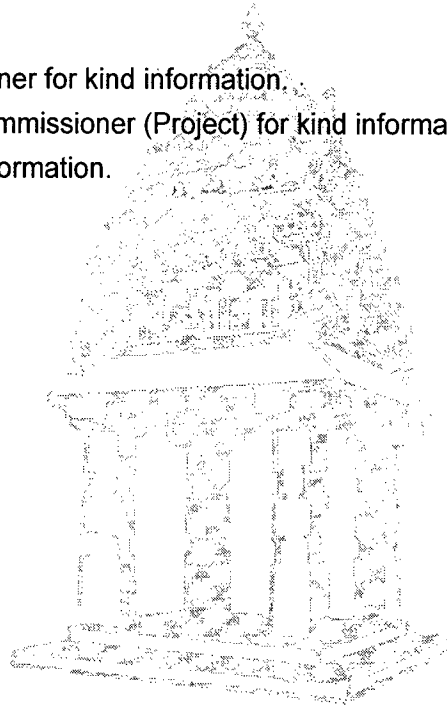 ner for kind information.
mmissioner (Project) for kind informa
ormation.